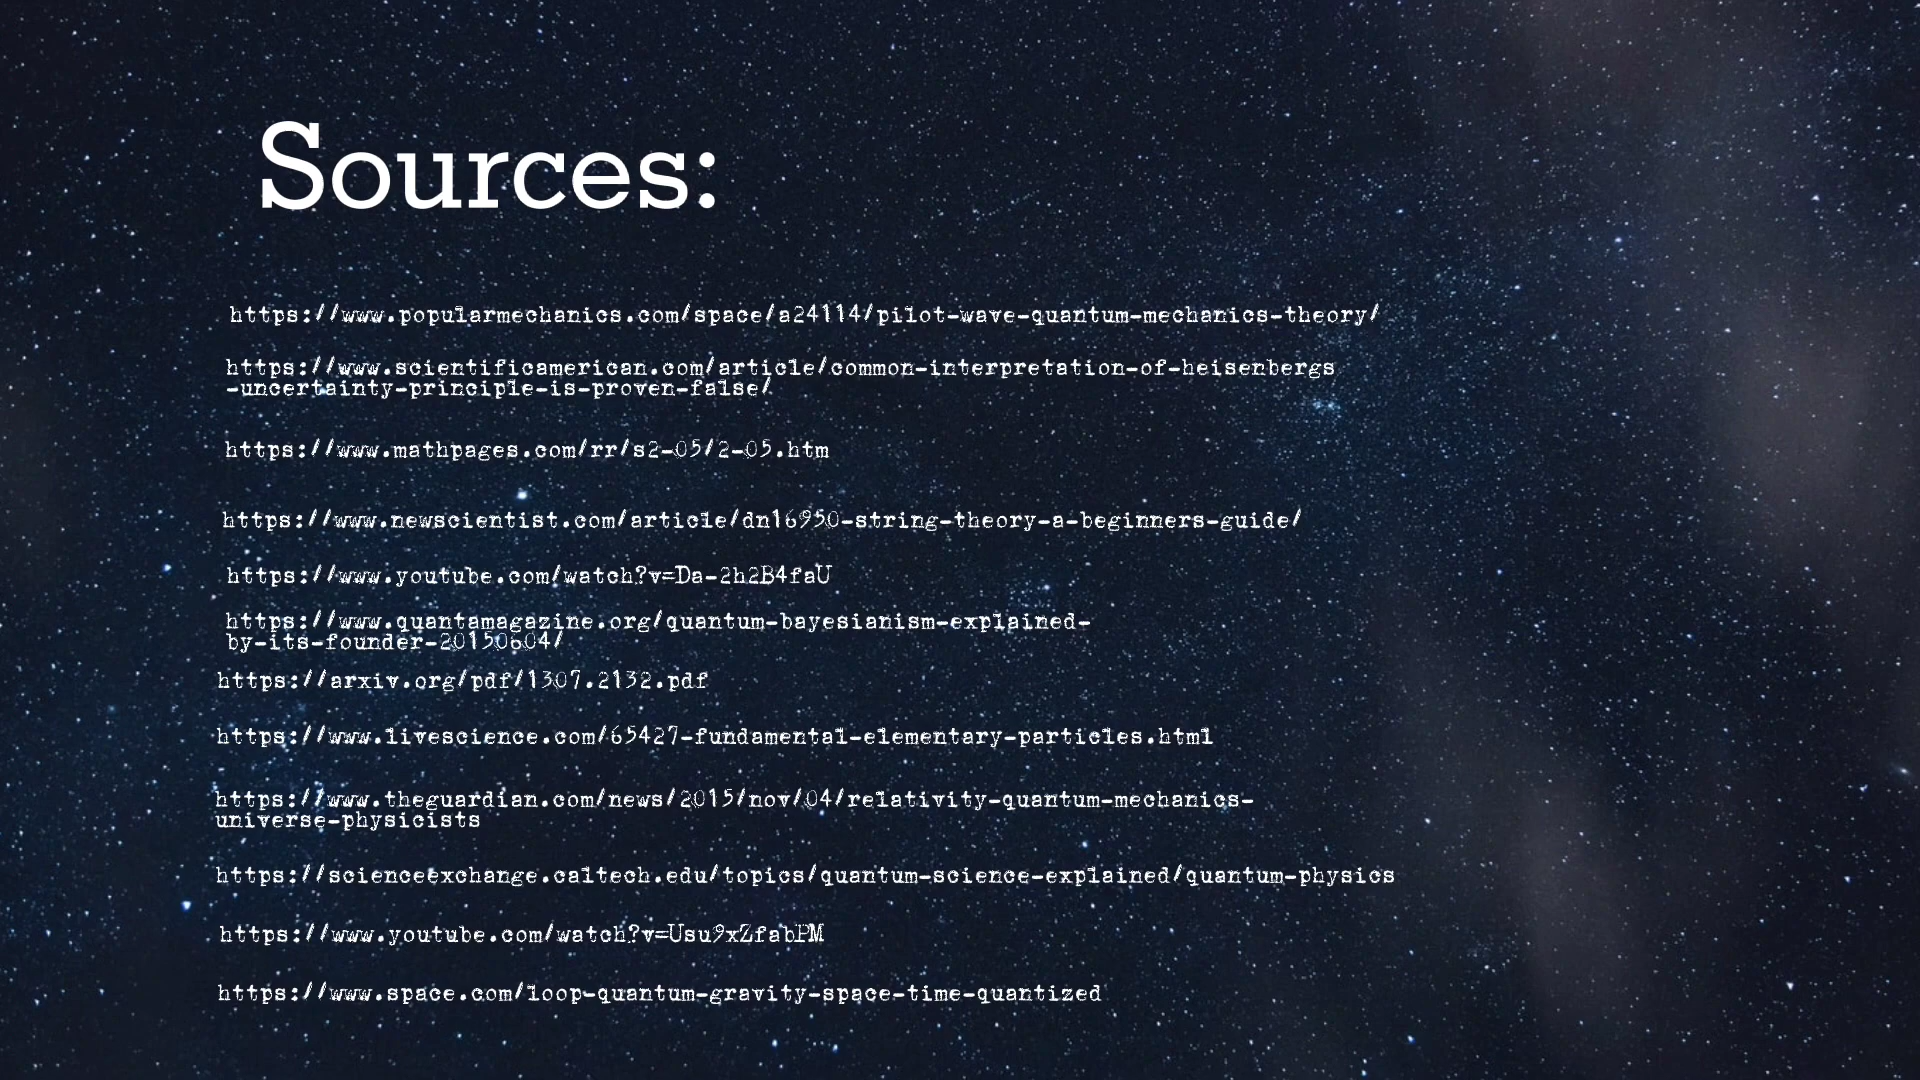 Sources:
https://www.popularmechanics.com/space/a24114/pilot-wave-quantum-mechanics-theory/
https://www.scientificamerican.com/article/common-interpretation-of-heisenbergs
-uncertainty-principle-is-proven-false/
https://www.mathpages.com/rr/s2-05/2-05.htm
https://www.newscientist.com/article/dn16950-string-theory-a-beginners-guide/
https://www.youtube.com/watch?v=Da-2h2B4faU
https://www.quantamagazine.org/quantum-bayesianism-explained-
by-its-founder-20150604/
https://arxiv.org/pdf/1307.2132.pdf
https://www.livescience.com/65427-fundamental-elementary-particles.html
https://www.theguardian.com/news/2015/nov/04/relativity-quantum-mechanics-
universe-physicists
https://scienceexchange.caltech.edu/topics/quantum-science-explained/quantum-physics
https://www.youtube.com/watch?v=Usu9xZfabPM
https://www.space.com/loop-quantum-gravity-space-time-quantized